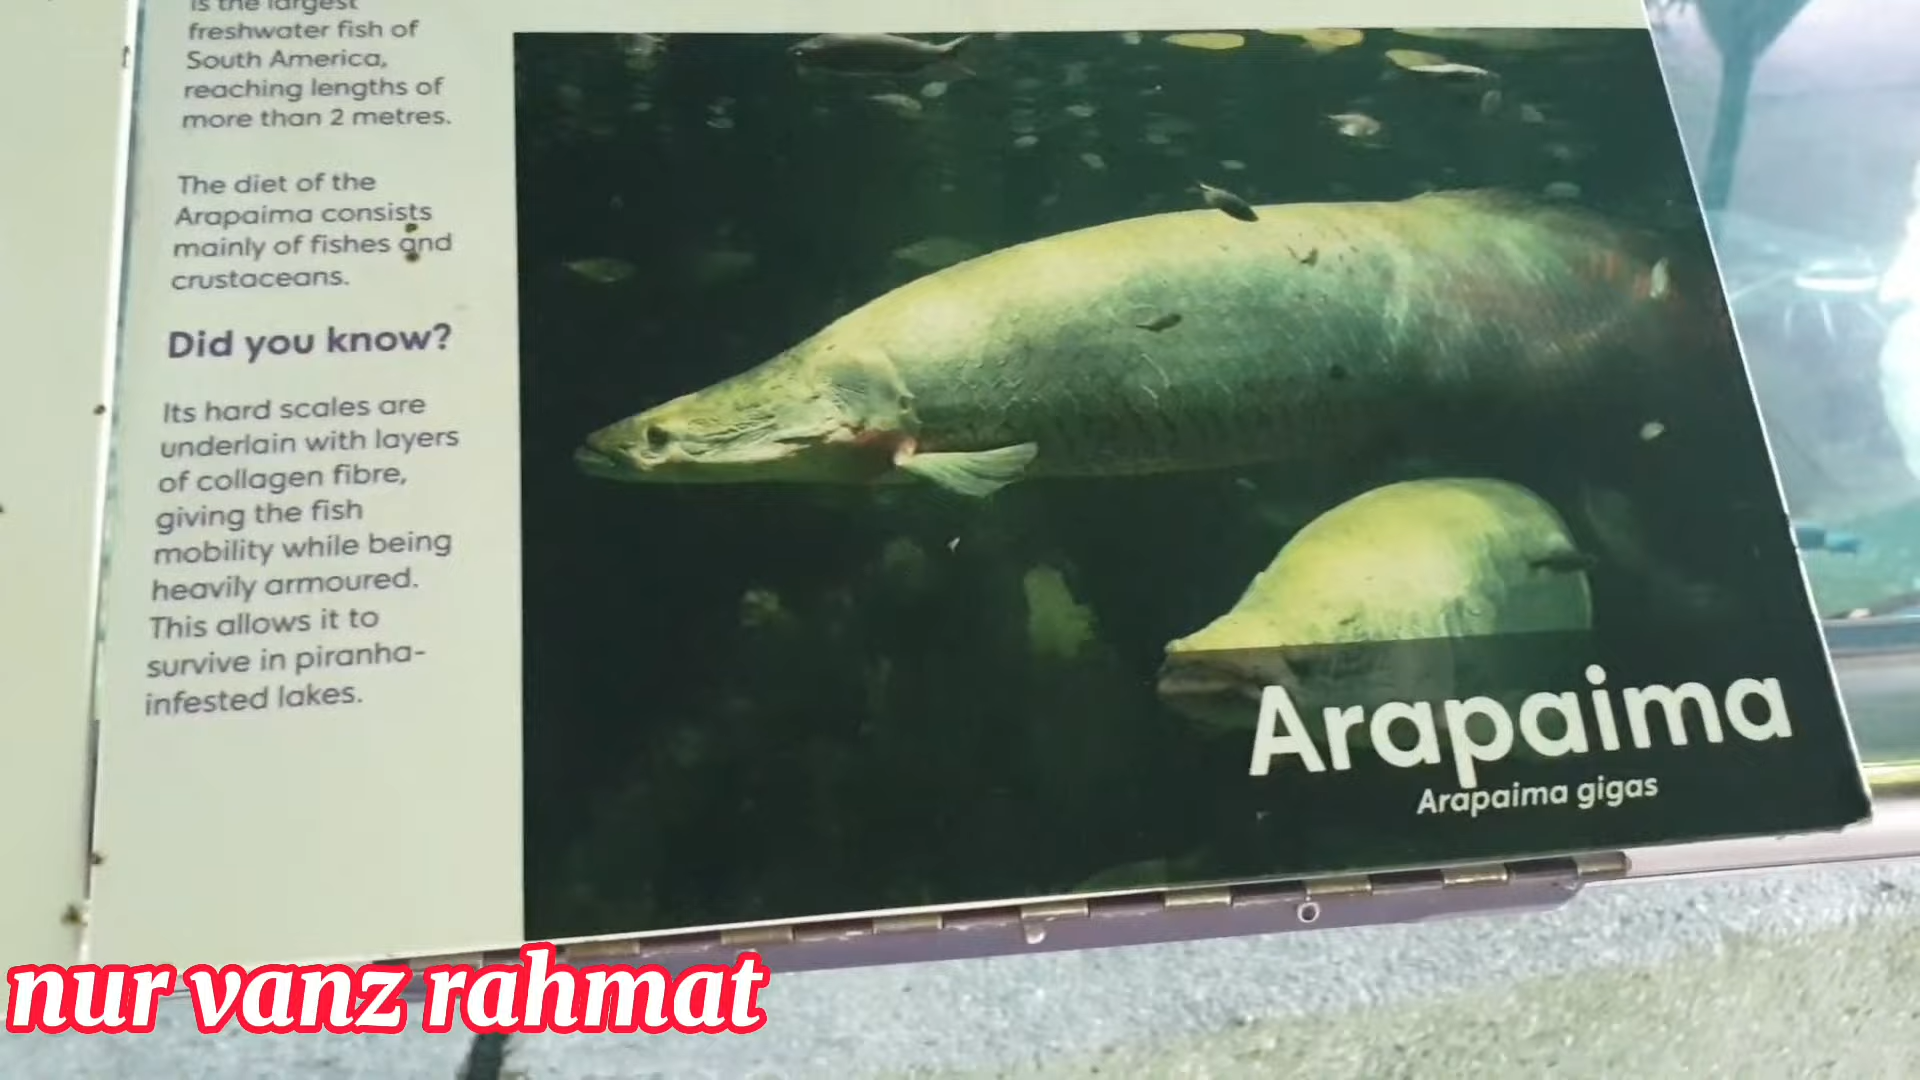 is the largest
freshwater fish of
South America,
reaching lengths of
more than 2 metres.
The diet of the
Arapaima consists
mainly of fishes and
crustaceans.
Did you know?
Its hard scales are
underlain with layers
of collagen fibre,
giving the fish
mobility while being
heavily armoured.
This allows it to
survive in piranha-
infested lakes.
Arapaima
Arapaima gigas
nur vanz rahmat